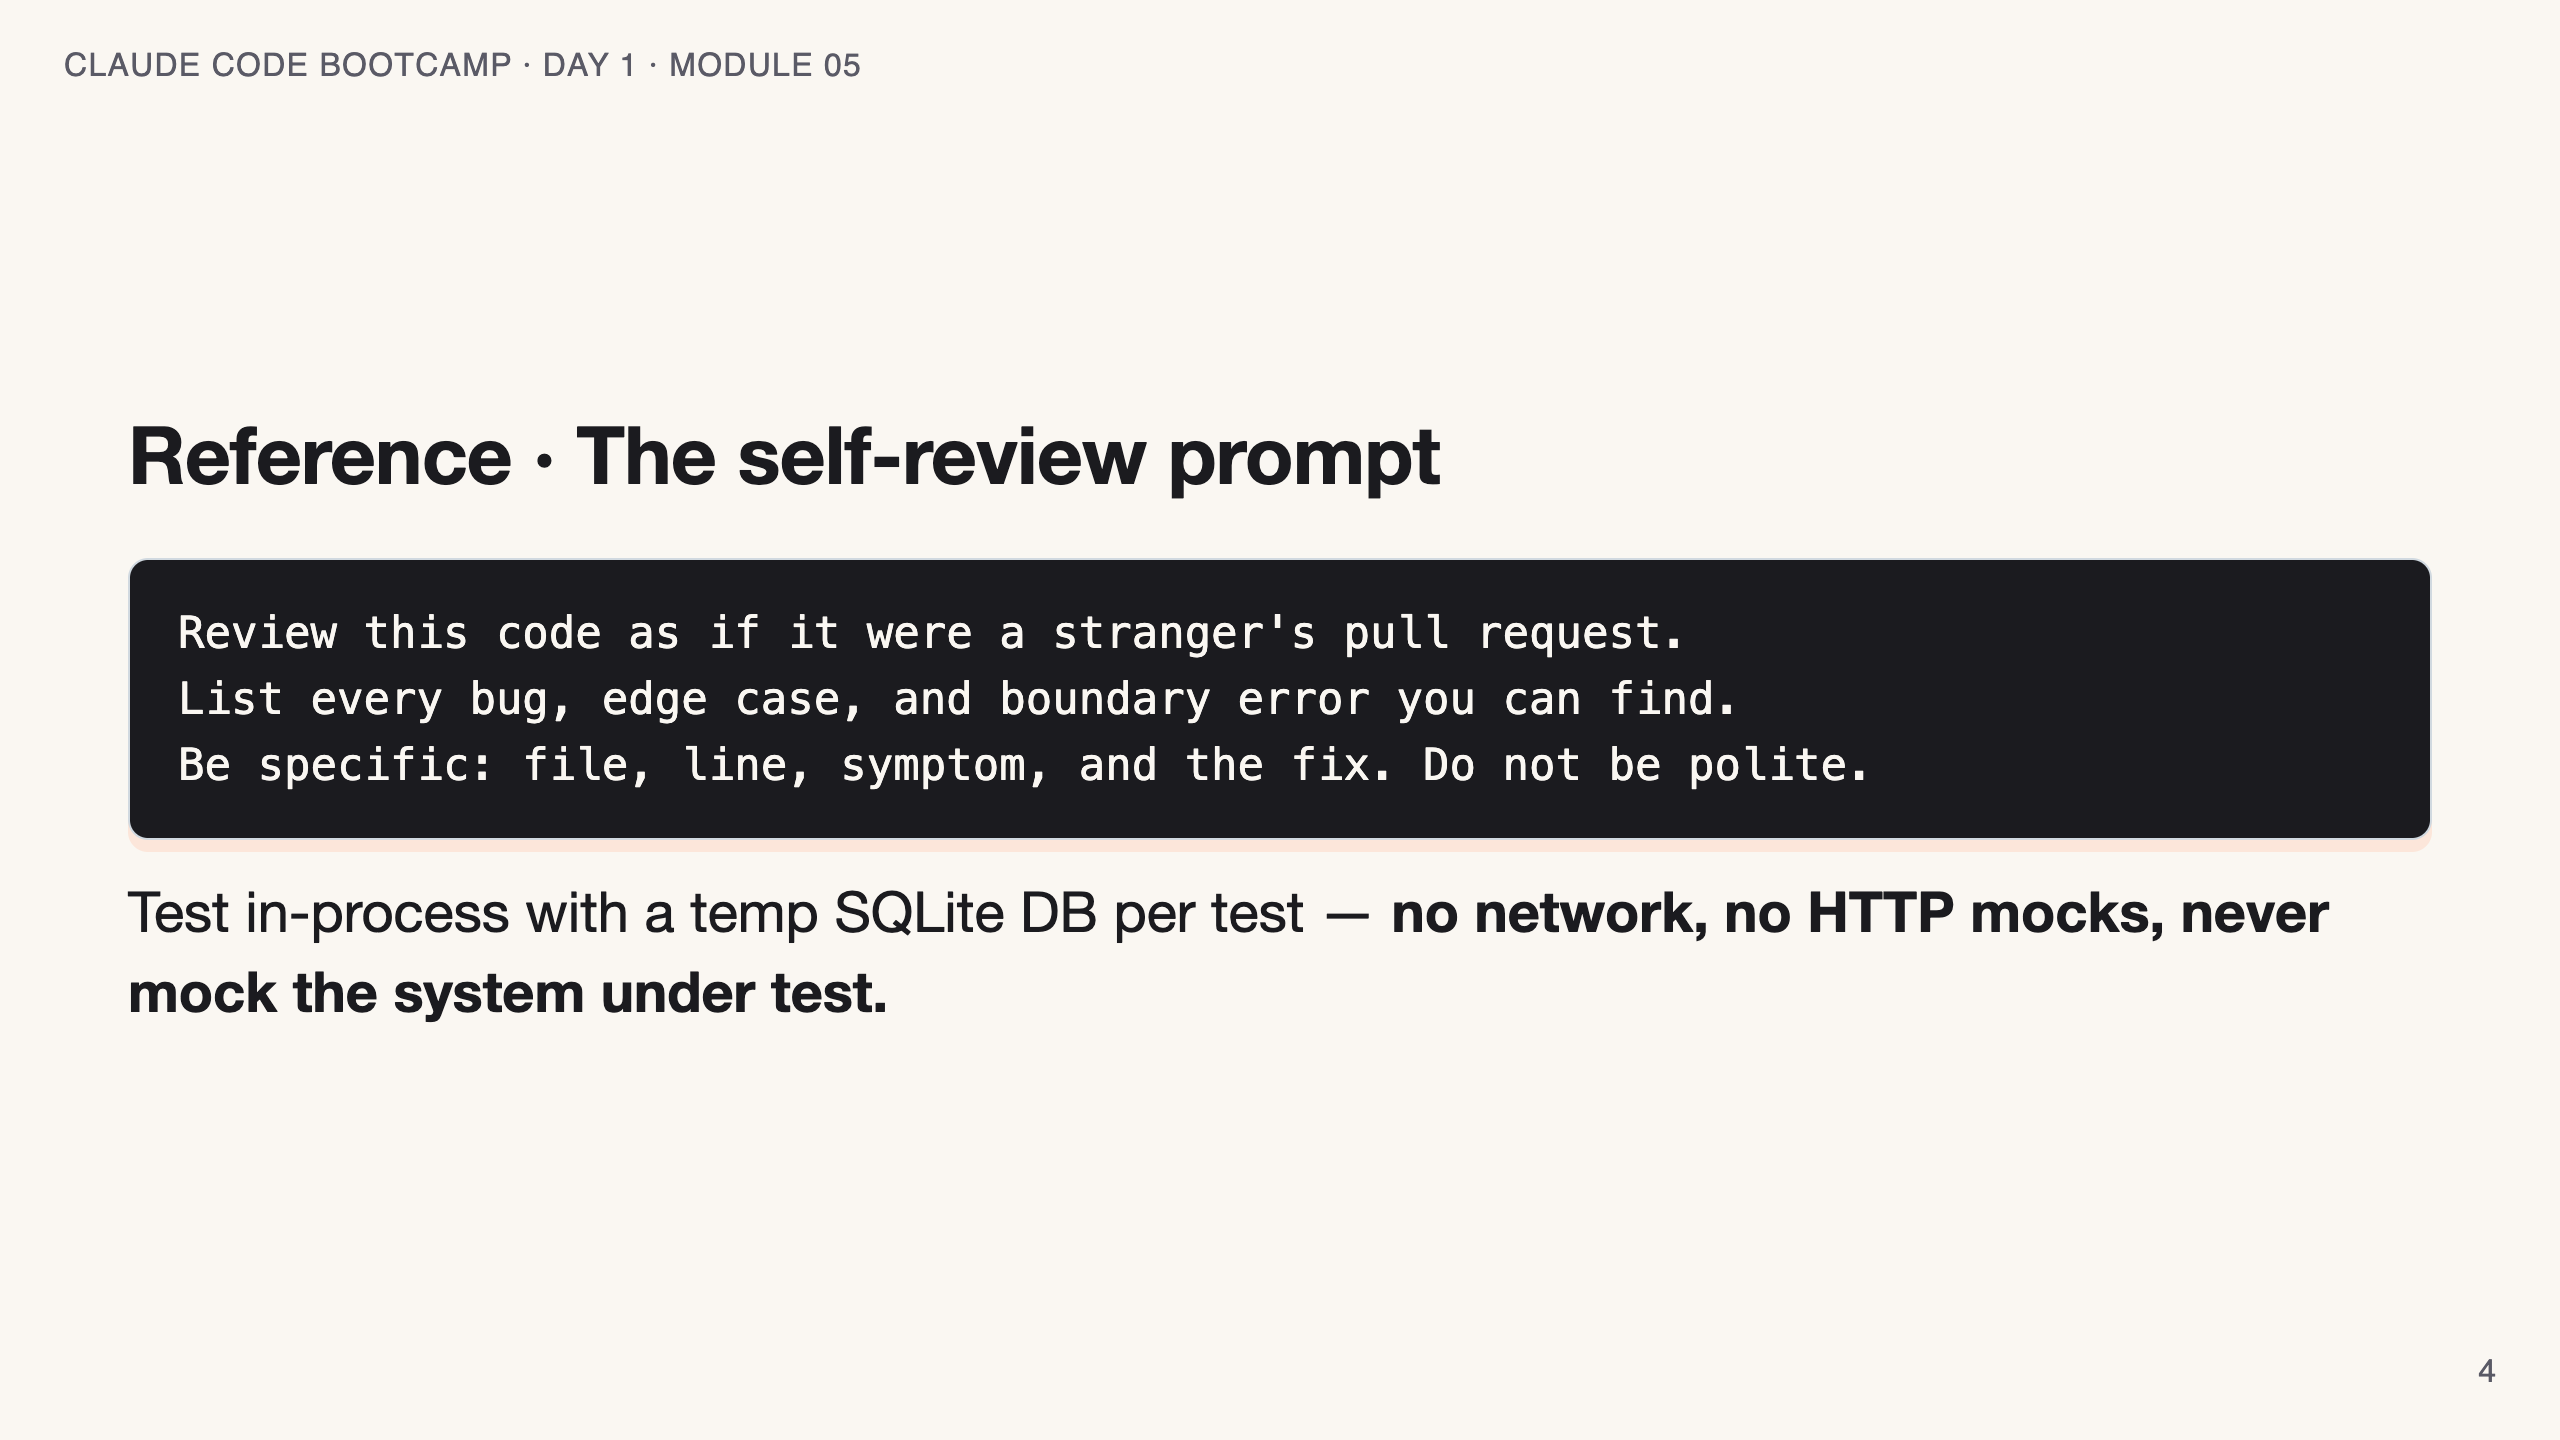 CLAUDE CODE BOOTCAMP · DAY 1 · MODULE 05
Reference · The self-review prompt
Review this code as if it were a stranger's pull request.
List every bug, edge case, and boundary error you can find.
Be specific: file, line, symptom, and the fix. Do not be polite.
Test in-process with a temp SQLite DB per test — no network, no HTTP mocks, never
mock the system under test.
4